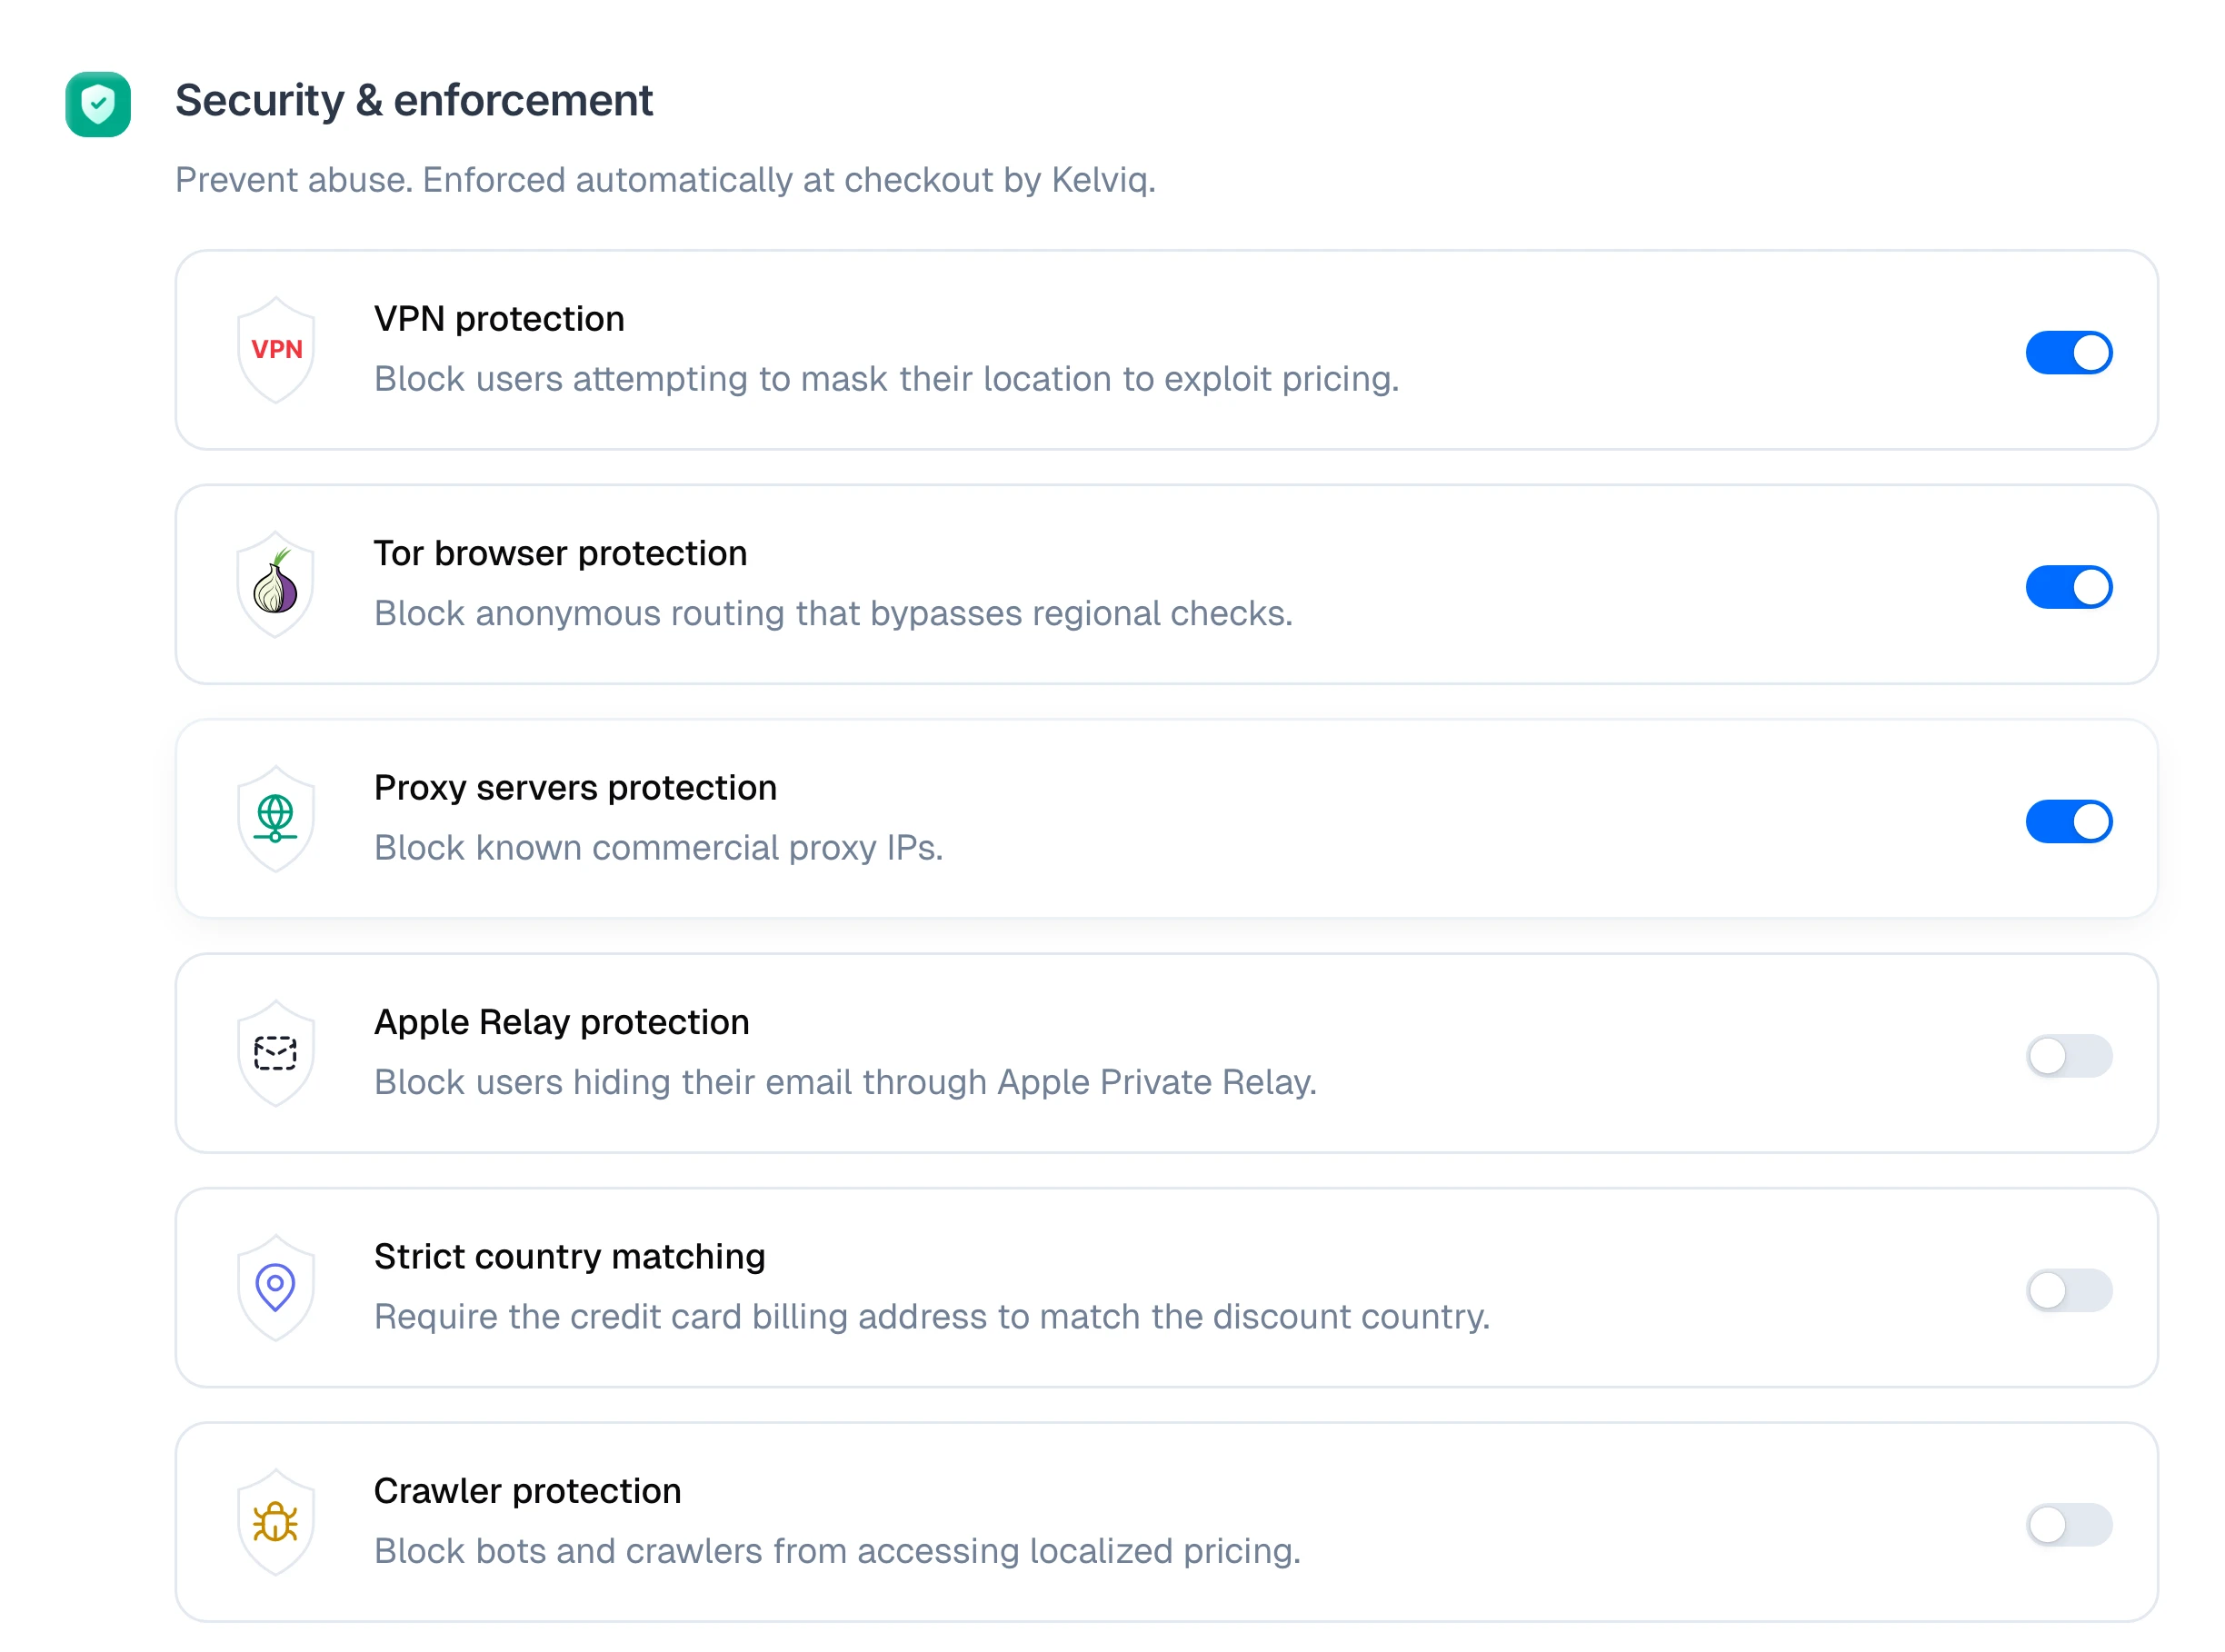 Security & enforcement
Prevent abuse. Enforced automatically at checkout by Kelviq.
VPN
VPN protection
Block users attempting to mask their location to exploit pricing.
Tor browser protection
Block anonymous routing that bypasses regional checks.
Proxy servers protection
Block known commercial proxy IPs.
Apple Relay protection
Block users hiding their email through Apple Private Relay.
Strict country matching
Require the credit card billing address to match the discount country.
Crawler protection
Block bots and crawlers from accessing localized pricing.